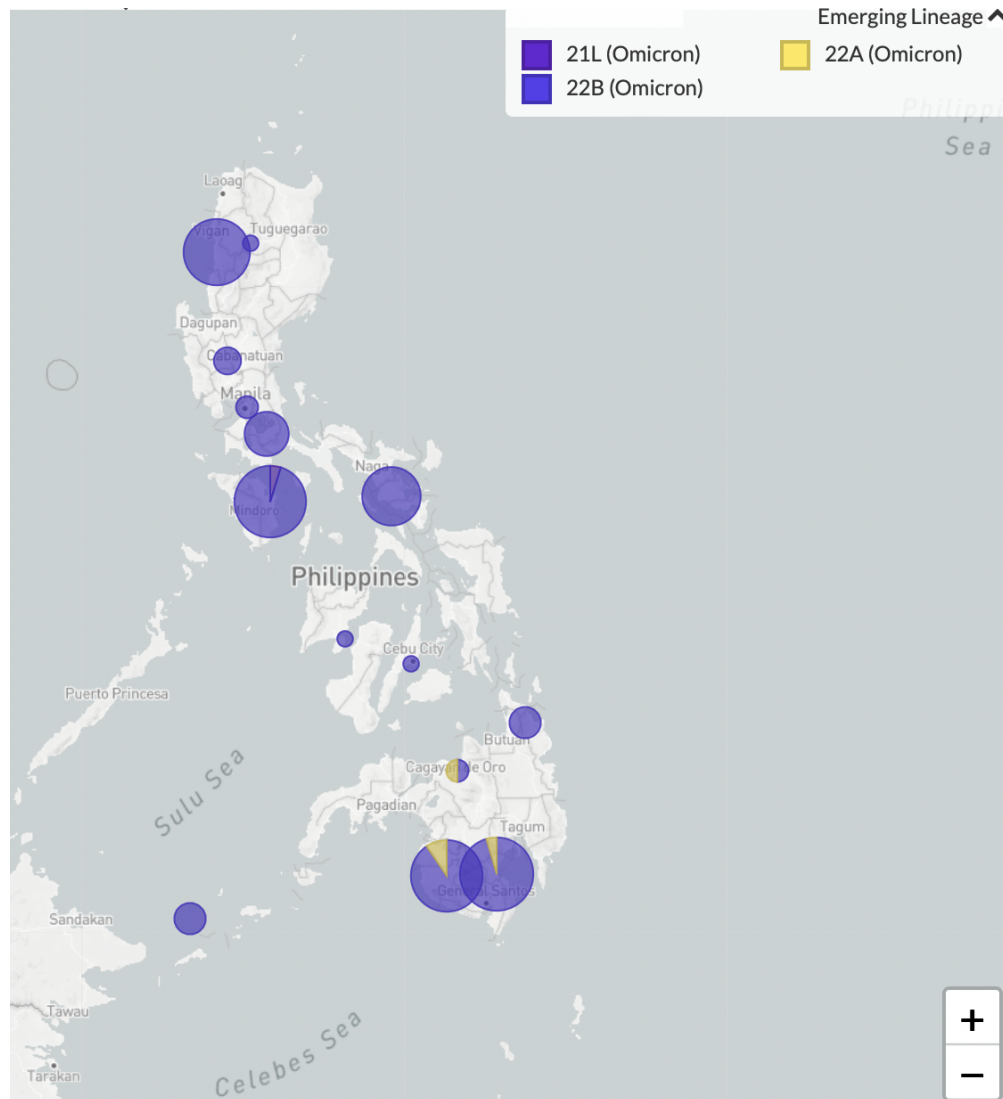 Emerging Lineage
21L (Omicron)
22A (Omicron)
22B (Omicron)
Philippi
Sea
Laoag
Vigan
Tuguegarao
Dagupan
Cabanatuan
Manila
Naga
Mindoro
Philippines
Cebu City
Puerto Princesa
Butuan
Cagayan de Oro
Sulu Sea
Pagadian
Tagum
General Santos
Sandakan
Tawau
Celebes Sea
Tarakan
+
−